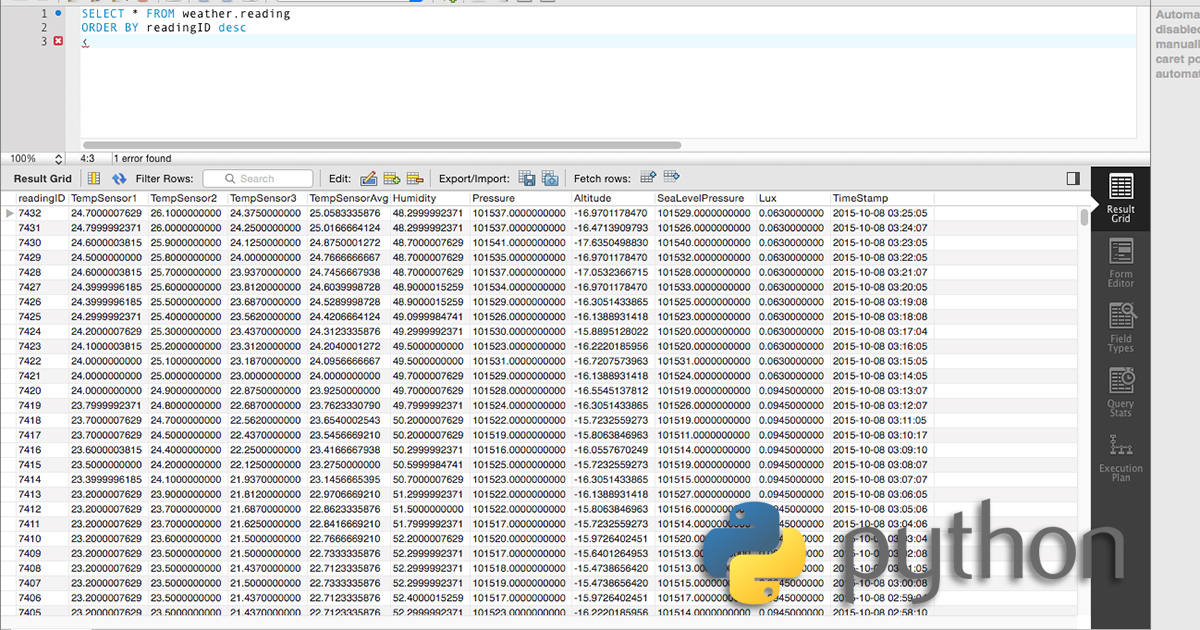 1 SELECT * FROM weather.reading
2 ORDER BY readingID desc
3 <
Automa
disabled
manuall
caret po
automat
100% 4:3 1 error found
Result Grid Filter Rows: Search Edit: Export/Import: Fetch rows:
readingID TempSensor1 TempSensor2 TempSensor3 TempSensorAvg Humidity Pressure Altitude SeaLevelPressure Lux TimeStamp
7432 24.7000007629 26.1000000000 24.3750000000 25.0583335876 48.2999992371 101537.0000000000 -16.9701178470 101529.0000000000 0.0630000000 2015-10-08 03:25:05
7431 24.7999992371 26.0000000000 24.2500000000 25.0166664124 48.2999992371 101537.0000000000 -16.4713909793 101526.0000000000 0.0630000000 2015-10-08 03:24:07
7430 24.6000003815 25.9000000000 24.1250000000 24.8750001272 48.7000007629 101541.0000000000 -17.6350498830 101540.0000000000 0.0630000000 2015-10-08 03:23:05
7429 24.5000000000 25.8000000000 24.0000000000 24.7666666667 48.7000007629 101535.0000000000 -16.9701178470 101532.0000000000 0.0630000000 2015-10-08 03:22:05
7428 24.6000003815 25.7000000000 23.9370000000 24.7456667938 48.7000007629 101537.0000000000 -17.0532366715 101528.0000000000 0.0630000000 2015-10-08 03:21:07
7427 24.3999996185 25.6000000000 23.8120000000 24.6039998728 48.9000015259 101534.0000000000 -16.9701178470 101533.0000000000 0.0630000000 2015-10-08 03:20:05
7426 24.3999996185 25.5000000000 23.6870000000 24.5289998728 48.9000015259 101529.0000000000 -16.3051433865 101525.0000000000 0.0630000000 2015-10-08 03:19:08
7425 24.2999992371 25.4000000000 23.5620000000 24.4206664124 49.0999984741 101526.0000000000 -16.1388931418 101523.0000000000 0.0630000000 2015-10-08 03:18:08
7424 24.2000007629 25.3000000000 23.4370000000 24.3123335876 49.2999992371 101530.0000000000 -15.8895128022 101520.0000000000 0.0630000000 2015-10-08 03:17:04
7423 24.1000003815 25.2000000000 23.3120000000 24.2040001272 49.5000000000 101520.0000000000 -16.2220185956 101520.0000000000 0.0630000000 2015-10-08 03:16:05
7422 24.0000000000 25.1000000000 23.1870000000 24.0956666667 49.5000000000 101531.0000000000 -16.7207573963 101531.0000000000 0.0630000000 2015-10-08 03:15:05
7421 24.0000000000 25.0000000000 23.0000000000 24.0000000000 49.7000007629 101529.0000000000 -16.1388931418 101524.0000000000 0.0630000000 2015-10-08 03:14:05
7420 24.0000000000 24.9000000000 22.8750000000 23.9250000000 49.7000007629 101528.0000000000 -16.5545137812 101519.0000000000 0.0945000000 2015-10-08 03:13:07
7419 23.7999992371 24.8000000000 22.6870000000 23.7623330790 49.7999992371 101524.0000000000 -16.3051433865 101526.0000000000 0.0945000000 2015-10-08 03:12:07
7418 23.7000007629 24.7000000000 22.5620000000 23.6540002543 50.2000007629 101522.0000000000 -15.7232559273 101519.0000000000 0.0945000000 2015-10-08 03:11:05
7417 23.7000007629 24.5000000000 22.4370000000 23.5456669210 50.2000007629 101519.0000000000 -15.8063846963 101511.0000000000 0.0945000000 2015-10-08 03:10:17
7416 23.6000003815 24.4000000000 22.2500000000 23.4166667938 50.2999992371 101516.0000000000 -16.0557670249 101514.0000000000 0.0945000000 2015-10-08 03:09:10
7415 23.5000000000 24.2000000000 22.1250000000 23.2750000000 50.5999984741 101525.0000000000 -15.7232559273 101519.0000000000 0.0945000000 2015-10-08 03:08:07
7414 23.3999996185 24.1000000000 21.9370000000 23.1456665395 50.7000007629 101523.0000000000 -16.3051433865 101515.0000000000 0.0945000000 2015-10-08 03:07:07
7413 23.2000007629 23.9000000000 21.8120000000 22.9706669210 51.2999992371 101522.0000000000 -16.1388931418 101527.0000000000 0.0945000000 2015-10-08 03:06:05
7412 23.2000007629 23.7000000000 21.6870000000 22.8623335876 51.5000000000 101522.0000000000 -15.8063846963 101516.0000000000 0.0945000000 2015-10-08 03:05:06
7411 23.2000007629 23.7000000000 21.6250000000 22.8416669210 51.7999992371 101517.0000000000 -15.7232559273 2015-10-08 03:04:06
7410 23.2000007629 23.6000000000 21.5000000000 22.7666669210 52.2000007629 101520.0000000000 -15.9726402451
7409 23.2000007629 23.5000000000 21.5000000000 22.7333335876 52.2999992371 101517.0000000000 -15.6401264953
7408 23.2000007629 23.5000000000 21.4370000000 22.7123335876 52.2999992371 101518.0000000000 -15.4738656420
7407 23.2000007629 23.5000000000 21.5000000000 22.7333335876 52.2999992371 101519.0000000000 -15.4738656420
7406 23.2000007629 23.5000000000 21.4370000000 22.7123335876 52.4000015259 101517.0000000000 -15.9726402451
7405 23.2000007629 23.5000000000 21.4370000000 22.7123335876 52.2999992371 101523.0000000000 -16.2220185956 101514.0000000000 0.0945000000 2015-10-08 02:58:10
Result
Grid
Form
Editor
Field
Types
Query
Stats
Execution
Plan
python